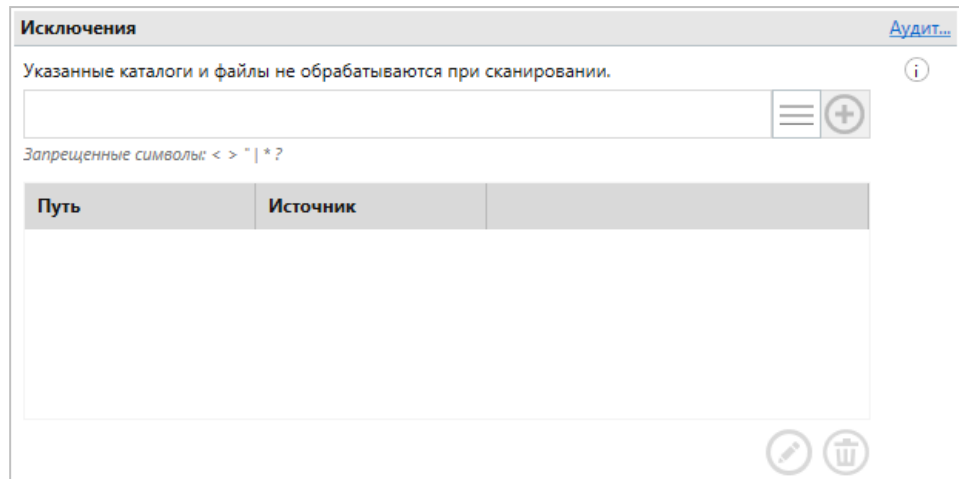 Исключения
Аудит...
Указанные каталоги и файлы не обрабатываются при сканировании.
Запрещенные символы: < > " | * ?
Путь Источник